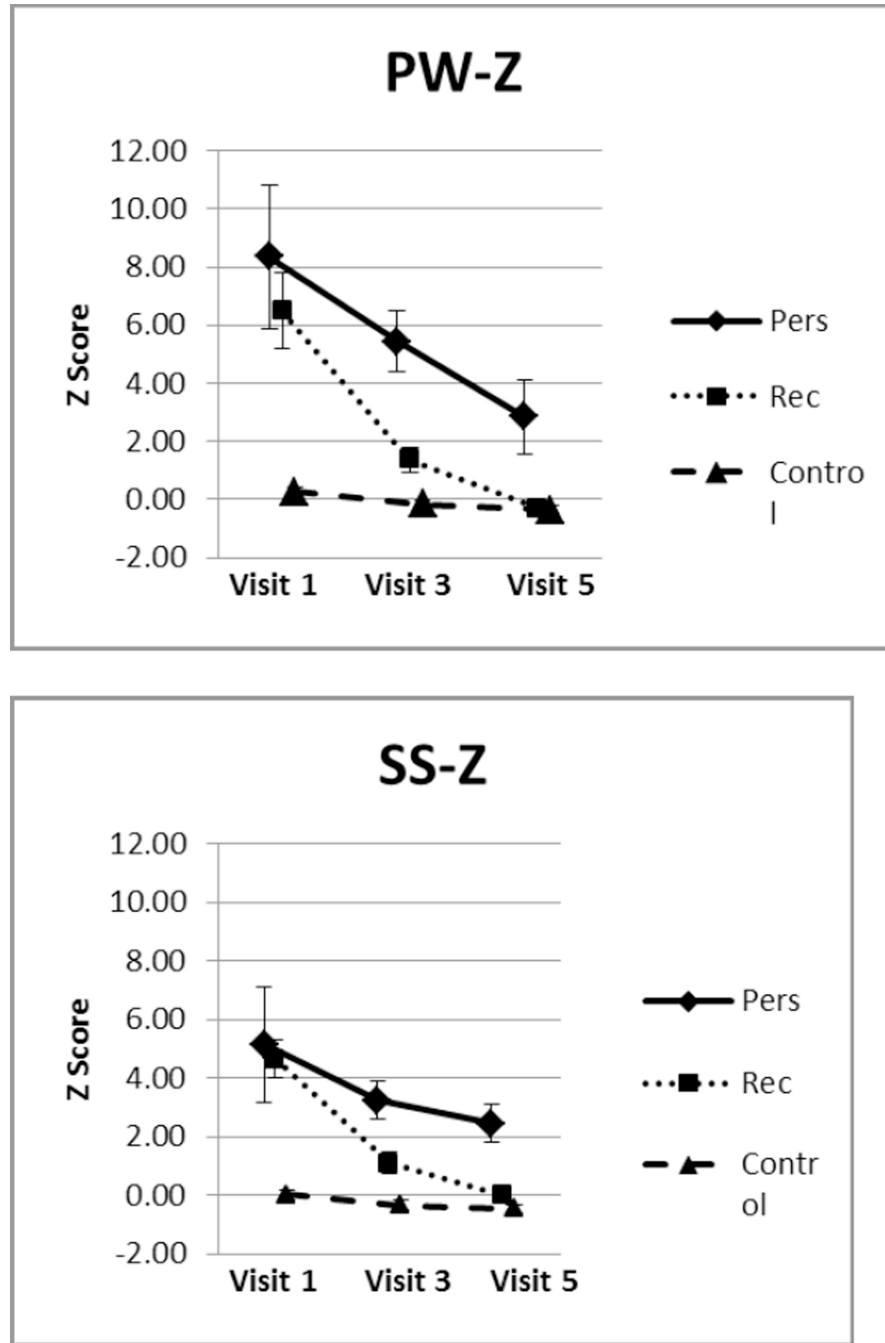 PW-Z
12.00
10.00
8.00
6.00
4.00
2.00
0.00
-2.00
Z Score
Visit 1 Visit 3 Visit 5
Pers
Rec
Contro
l
SS-Z
12.00
10.00
8.00
6.00
4.00
2.00
0.00
-2.00
Z Score
Visit 1 Visit 3 Visit 5
Pers
Rec
Contr
ol